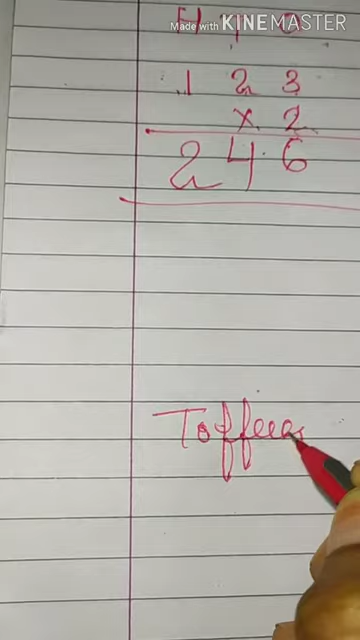 Made with KINEMASTER
H T O
1 2 3
× 2
2 4 6
Toffees